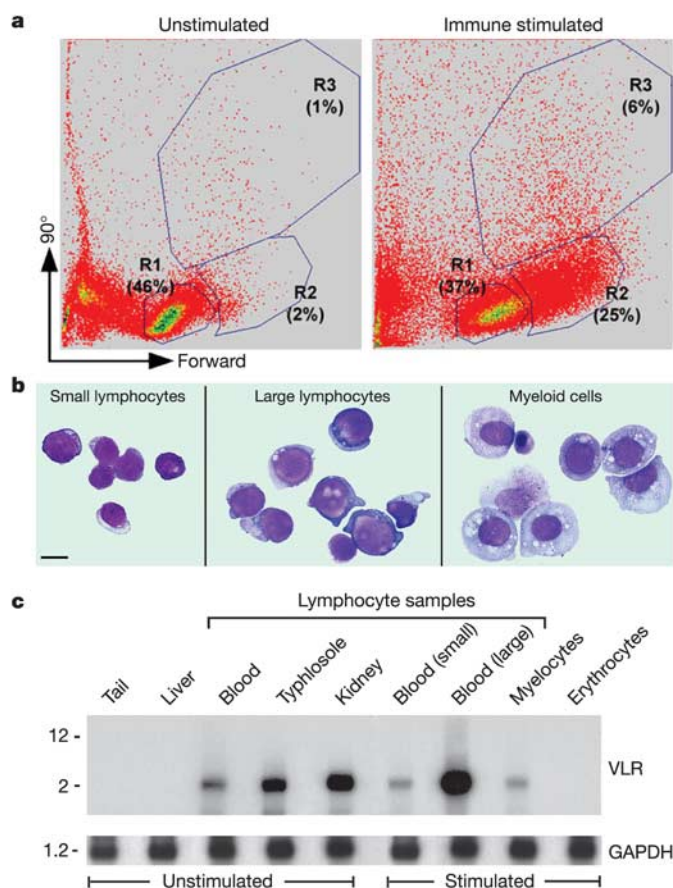 a
Unstimulated
Immune stimulated
R3
(1%)
R1
(46%)
R2
(2%)
R3
(6%)
R1
(37%)
R2
(25%)
90°
Forward
b
Small lymphocytes
Large lymphocytes
Myeloid cells
c
Lymphocyte samples
Tail
Liver
Blood
Typhlosole
Kidney
Blood (small)
Blood (large)
Myelocytes
Erythrocytes
12 -
2 -
VLR
1.2 -
GAPDH
Unstimulated
Stimulated